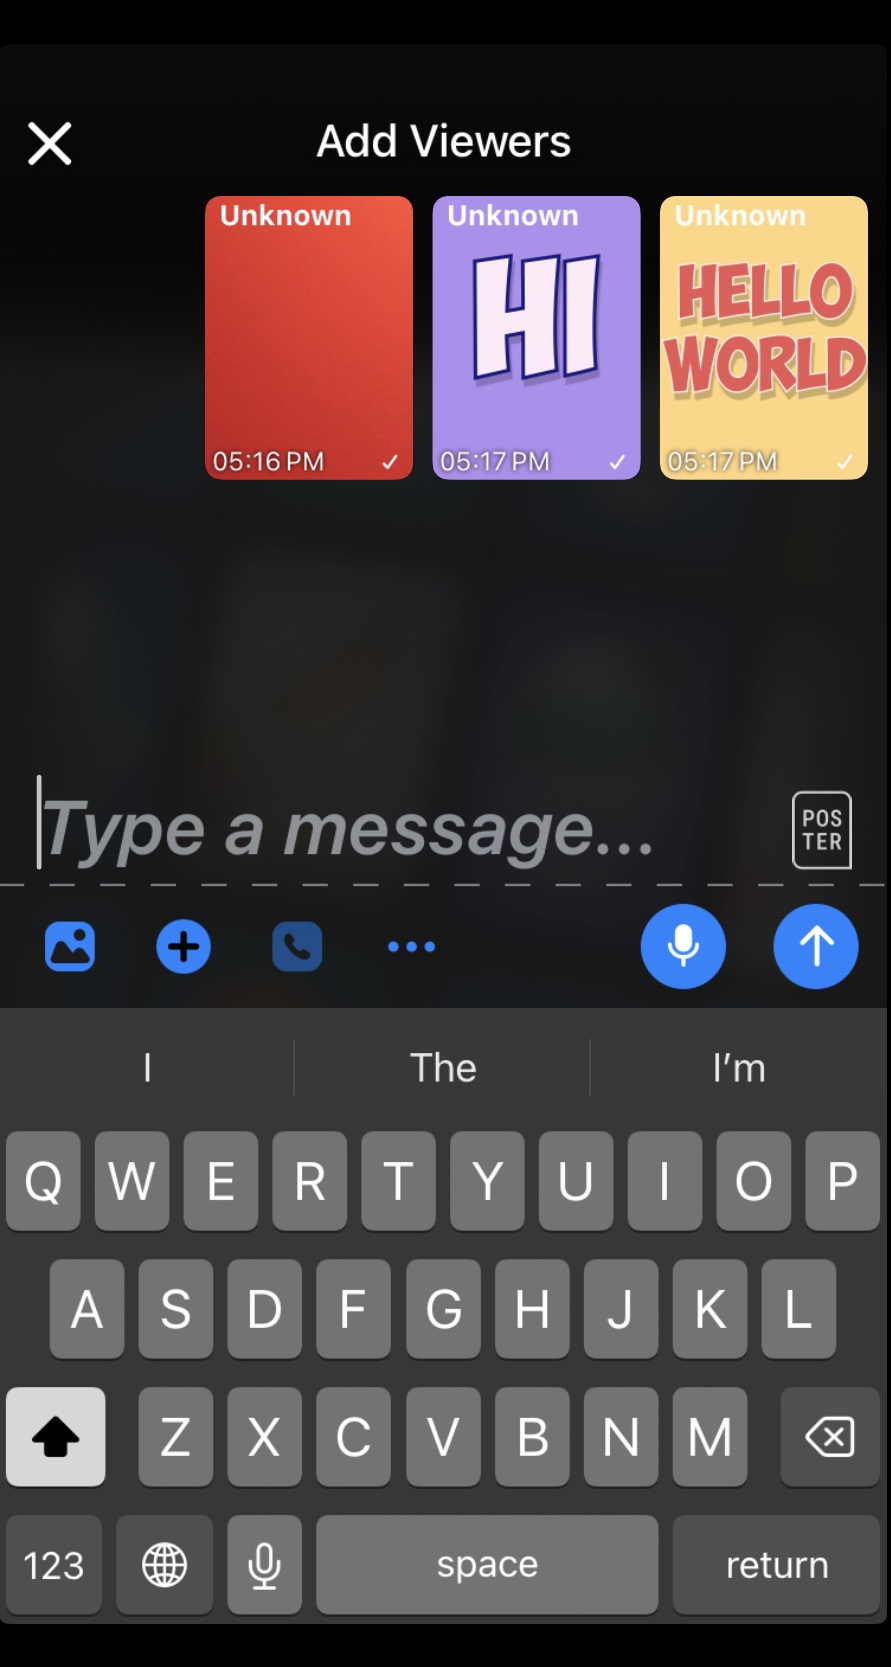 Add Viewers
Unknown
Unknown
Unknown
HI
HELLO
WORLD
05:16 PM
05:17 PM
05:17 PM
Type a message...
POS
TER
I
The
I’m
Q W E R T Y U I O P
A S D F G H J K L
Z X C V B N M
123
space
return